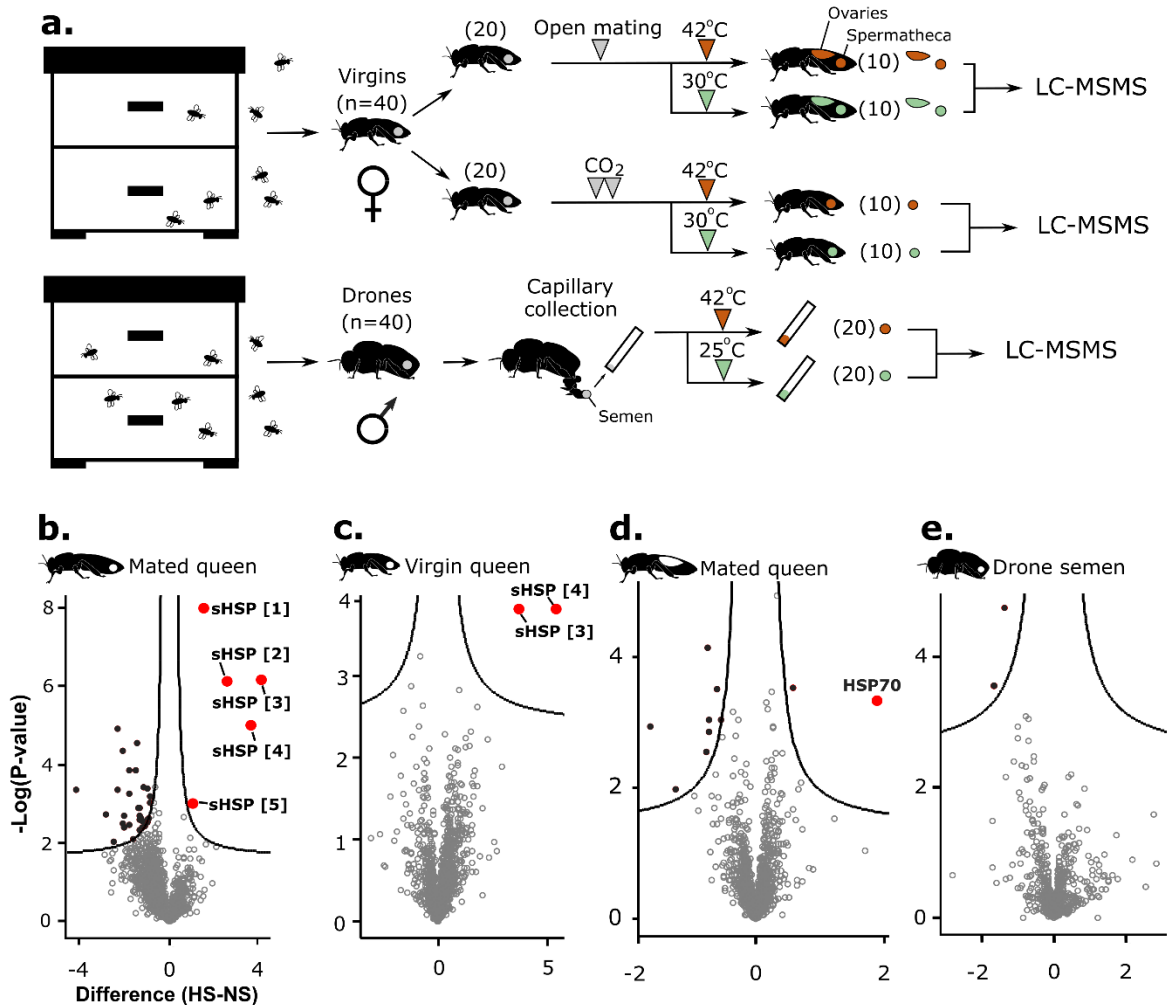 a.
Virgins
(n=40)
(20)
Open mating
42°C
30°C
Ovaries
Spermatheca
(10)
(10)
LC-MSMS
(20)
CO2
42°C
30°C
(10)
(10)
LC-MSMS
Drones
(n=40)
Capillary
collection
Semen
42°C
25°C
(20)
(20)
LC-MSMS
b.
Mated queen
-Log(P-value)
8
6
4
2
0
sHSP [1]
sHSP [2]
sHSP [3]
sHSP [4]
sHSP [5]
-4
0
4
Difference (HS-NS)
c.
Virgin queen
4
3
2
1
0
sHSP [4]
sHSP [3]
0
5
d.
Mated queen
4
2
0
HSP70
-2
0
2
e.
Drone semen
4
2
0
-2
0
2